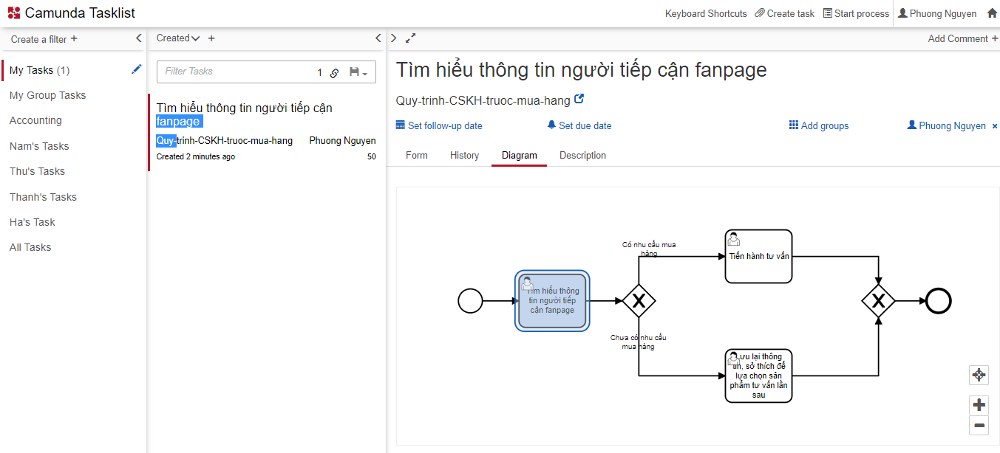 Camunda Tasklist
Keyboard Shortcuts
Create task
Start process
Phuong Nguyen
Create a filter +
Created
+
Add Comment +
My Tasks (1)
My Group Tasks
Accounting
Nam's Tasks
Thu's Tasks
Thanh's Tasks
Ha's Task
All Tasks
Filter Tasks
1
Tìm hiểu thông tin người tiếp cận
fanpage
Quy-trinh-CSKH-truoc-mua-hang
Phuong Nguyen
Created 2 minutes ago
50
Tìm hiểu thông tin người tiếp cận fanpage
Quy-trinh-CSKH-truoc-mua-hang
Set follow-up date
Set due date
Add groups
Phuong Nguyen ×
Form
History
Diagram
Description
Tìm hiểu thông
tin người tiếp
cận fanpage
Có nhu cầu mua
hàng
Tiến hành tư vấn
Chưa có nhu cầu
mua hàng
Lưu lại thông
tin, sở thích để
lựa chọn sản
phẩm tư vấn lần
sau